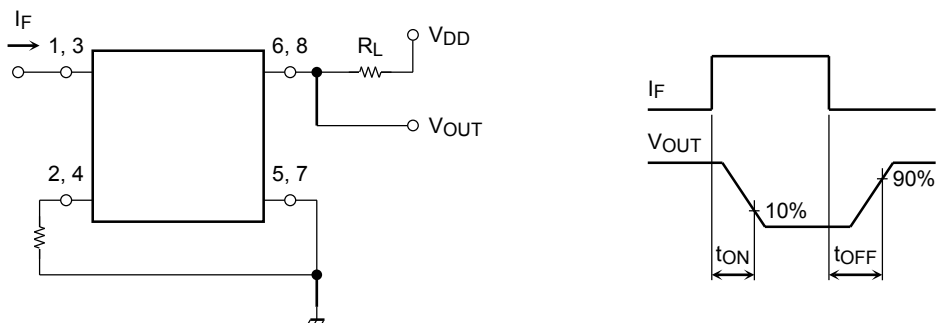 IF
1, 3
6, 8
RL
VDD
VOUT
2, 4
5, 7
IF
VOUT
10%
90%
tON
tOFF